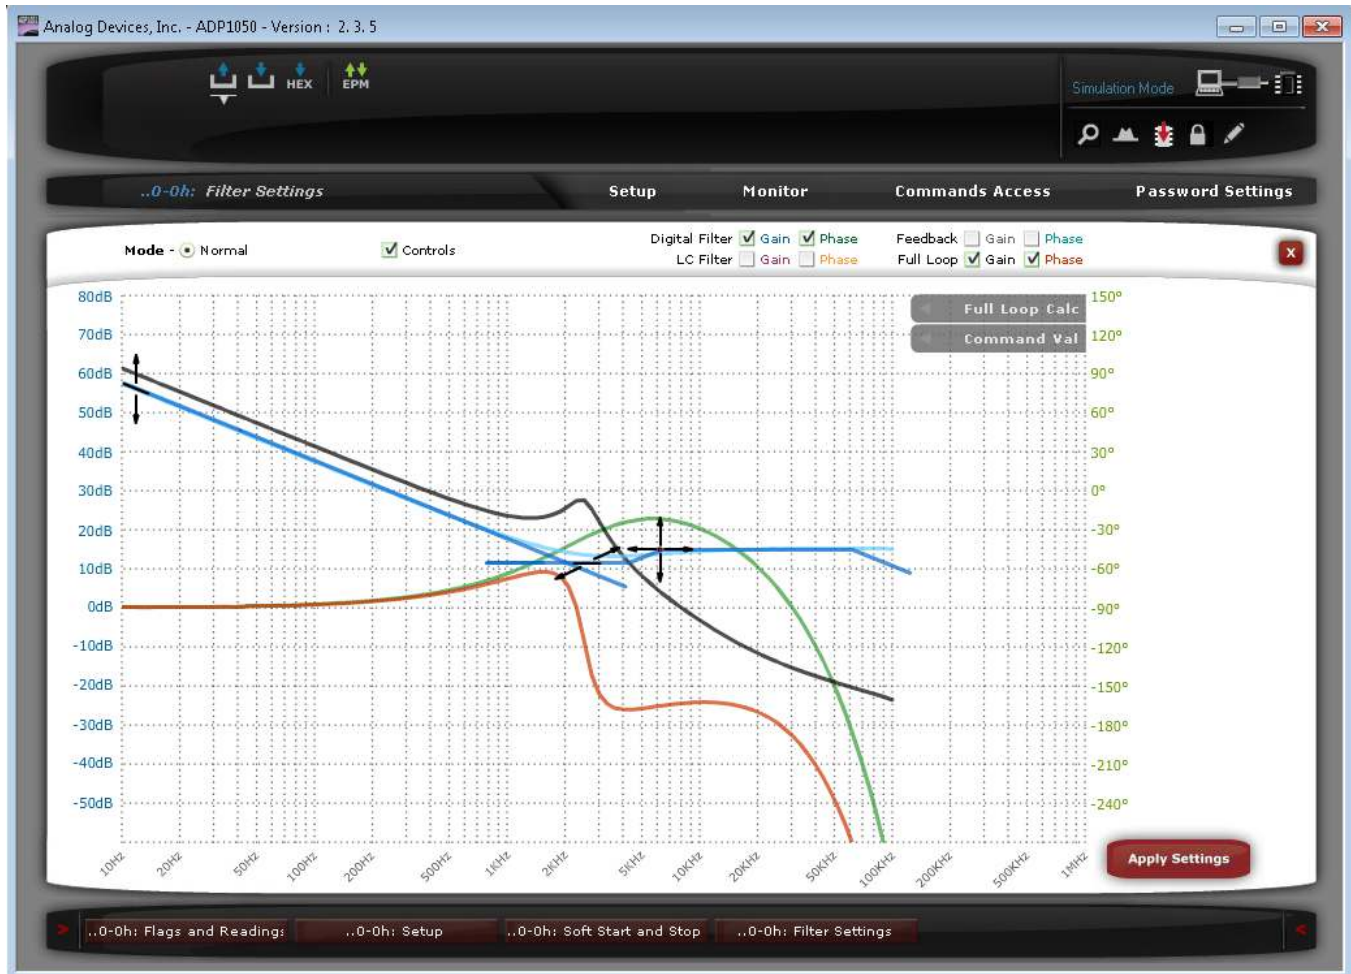 Analog Devices, Inc. - ADP1050 - Version : 2. 3. 5
HEX EPM
Simulation Mode
..0-0h: Filter Settings Setup Monitor Commands Access Password Settings
Mode - Normal Controls Digital Filter Gain Phase Feedback Gain Phase
LC Filter Gain Phase Full Loop Gain Phase
X
80dB Full Loop Calc 150°
70dB Command Val 120°
60dB 90°
50dB 60°
40dB 30°
30dB 0°
20dB -30°
10dB -60°
0dB -90°
-10dB -120°
-20dB -150°
-30dB -180°
-40dB -210°
-50dB -240°
10Hz 20Hz 50Hz 100Hz 200Hz 500Hz 1KHz 2KHz 5KHz 10KHz 20KHz 50KHz 100KHz 200KHz 500KHz 1MHz
Apply Settings
> ..0-0h: Flags and Readings ..0-0h: Setup ..0-0h: Soft Start and Stop ..0-0h: Filter Settings <